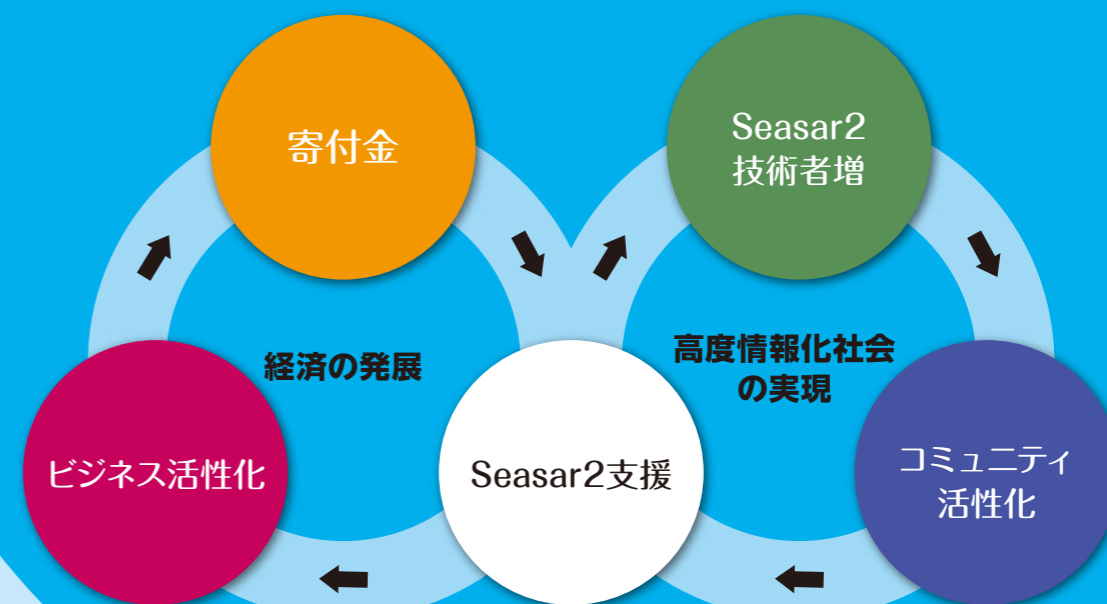 寄付金
Seasar2
技術者増
経済の発展
高度情報化社会
の実現
ビジネス活性化
Seasar2支援
コミュニティ
活性化